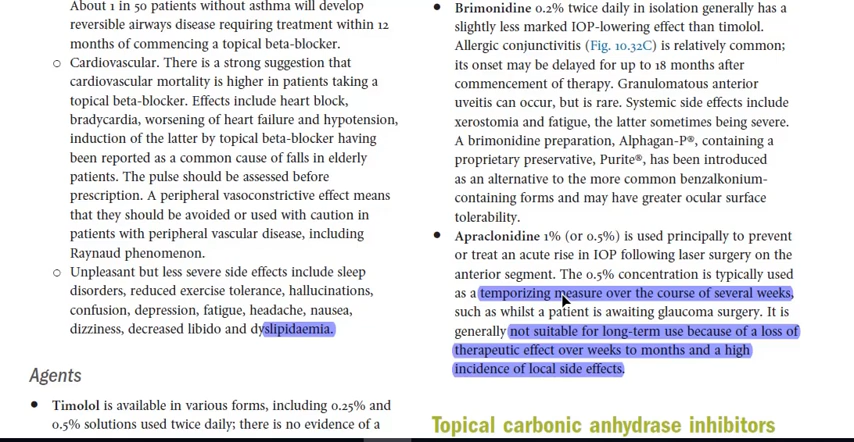 About 1 in 50 patients without asthma will develop
reversible airways disease requiring treatment within 12
months of commencing a topical beta-blocker.
○ Cardiovascular. There is a strong suggestion that
cardiovascular mortality is higher in patients taking a
topical beta-blocker. Effects include heart block,
bradycardia, worsening of heart failure and hypotension,
induction of the latter by topical beta-blocker having
been reported as a common cause of falls in elderly
patients. The pulse should be assessed before
prescription. A peripheral vasoconstrictive effect means
that they should be avoided or used with caution in
patients with peripheral vascular disease, including
Raynaud phenomenon.
○ Unpleasant but less severe side effects include sleep
disorders, reduced exercise tolerance, hallucinations,
confusion, depression, fatigue, headache, nausea,
dizziness, decreased libido and dyslipidaemia.
Agents
• Timolol is available in various forms, including 0.25% and
0.5% solutions used twice daily; there is no evidence of a
• Brimonidine 0.2% twice daily in isolation generally has a
slightly less marked IOP-lowering effect than timolol.
Allergic conjunctivitis (Fig. 10.32C) is relatively common;
its onset may be delayed for up to 18 months after
commencement of therapy. Granulomatous anterior
uveitis can occur, but is rare. Systemic side effects include
xerostomia and fatigue, the latter sometimes being severe.
A brimonidine preparation, Alphagan-P®, containing a
proprietary preservative, Purite®, has been introduced
as an alternative to the more common benzalkonium-
containing forms and may have greater ocular surface
tolerability.
• Apraclonidine 1% (or 0.5%) is used principally to prevent
or treat an acute rise in IOP following laser surgery on the
anterior segment. The 0.5% concentration is typically used
as a temporizing measure over the course of several weeks,
such as whilst a patient is awaiting glaucoma surgery. It is
generally not suitable for long-term use because of a loss of
therapeutic effect over weeks to months and a high
incidence of local side effects.
Topical carbonic anhydrase inhibitors